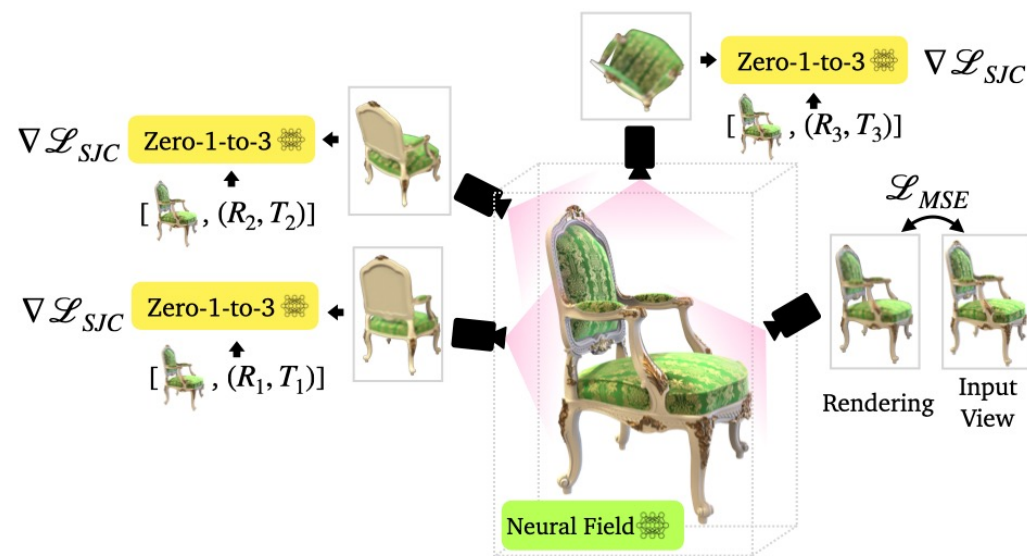 Zero-1-to-3
∇ ℒ_SJC
[ , (R₃, T₃)]
∇ ℒ_SJC
Zero-1-to-3
[ , (R₂, T₂)]
ℒ_MSE
∇ ℒ_SJC
Zero-1-to-3
[ , (R₁, T₁)]
Rendering
Input
View
Neural Field